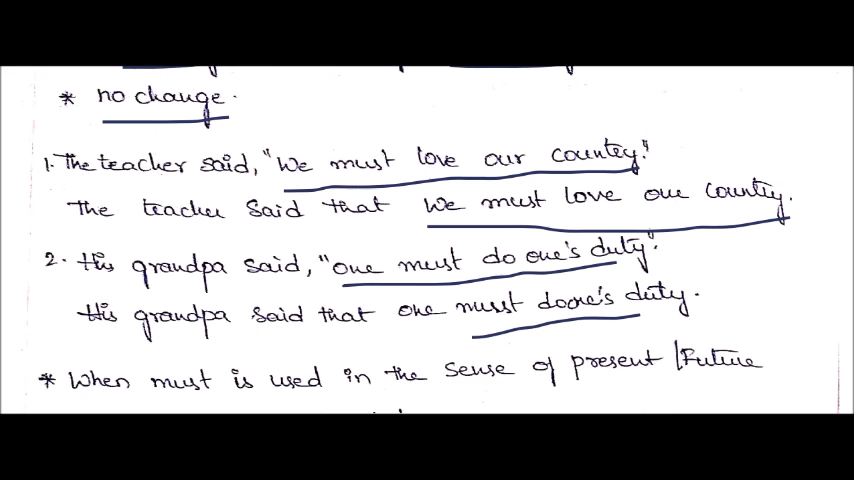 * no change.
1. The teacher said, "We must love our country."
The teacher said that we must love our country.
2. His grandpa said, "one must do one's duty".
His grandpa said that one must do one's duty.
* When must is used in the sense of present / Future